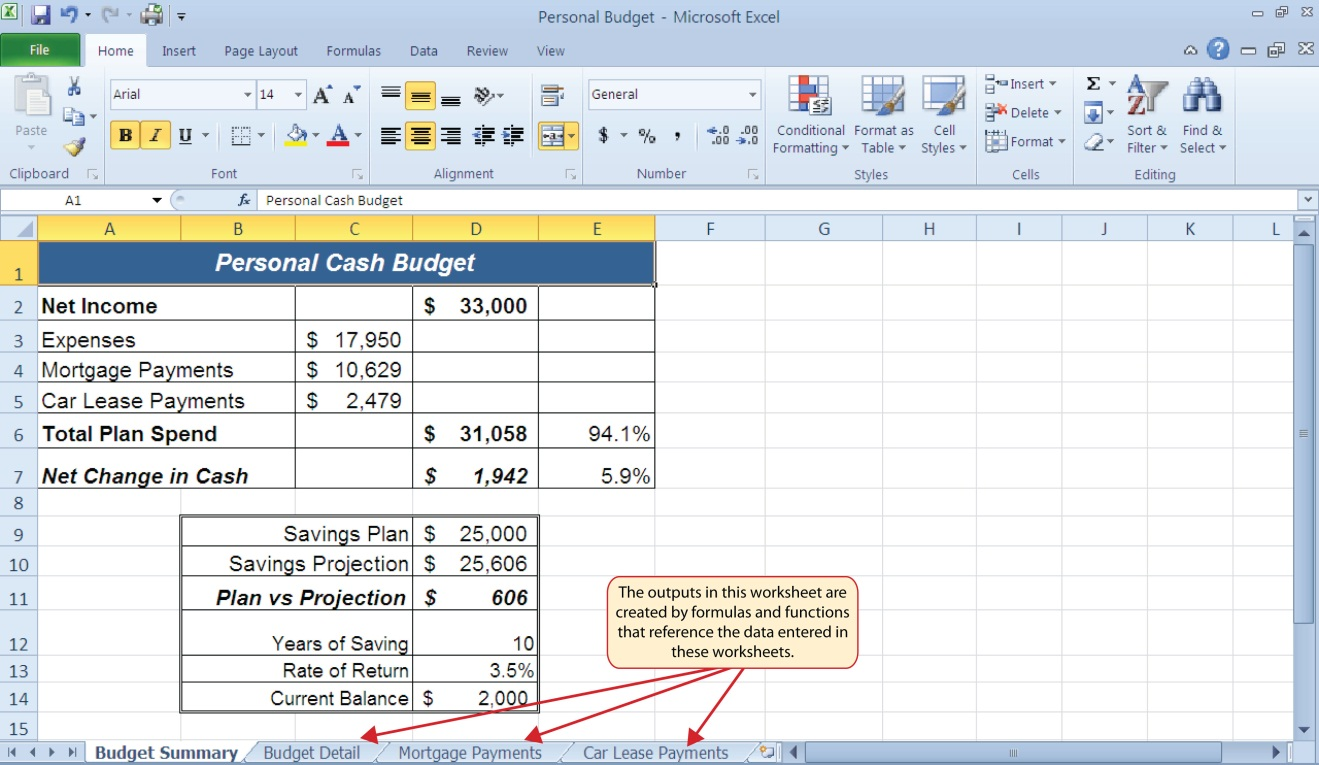 Personal Budget - Microsoft Excel
File Home Insert Page Layout Formulas Data Review View
Paste
Clipboard
Arial 14
B I U
Font
Alignment
General
$ % , .00 .00
Number
Conditional Formatting
Format as Table
Cell Styles
Styles
Insert
Delete
Format
Cells
Σ
Sort & Filter
Find & Select
Editing
A1 fx Personal Cash Budget
A B C D E F G H I J K L
1 Personal Cash Budget
2 Net Income $ 33,000
3 Expenses $ 17,950
4 Mortgage Payments $ 10,629
5 Car Lease Payments $ 2,479
6 Total Plan Spend $ 31,058 94.1%
7 Net Change in Cash $ 1,942 5.9%
8
9 Savings Plan $ 25,000
10 Savings Projection $ 25,606
11 Plan vs Projection $ 606
12 Years of Saving 10
13 Rate of Return 3.5%
14 Current Balance $ 2,000
15
The outputs in this worksheet are
created by formulas and functions
that reference the data entered in
these worksheets.
Budget Summary Budget Detail Mortgage Payments Car Lease Payments